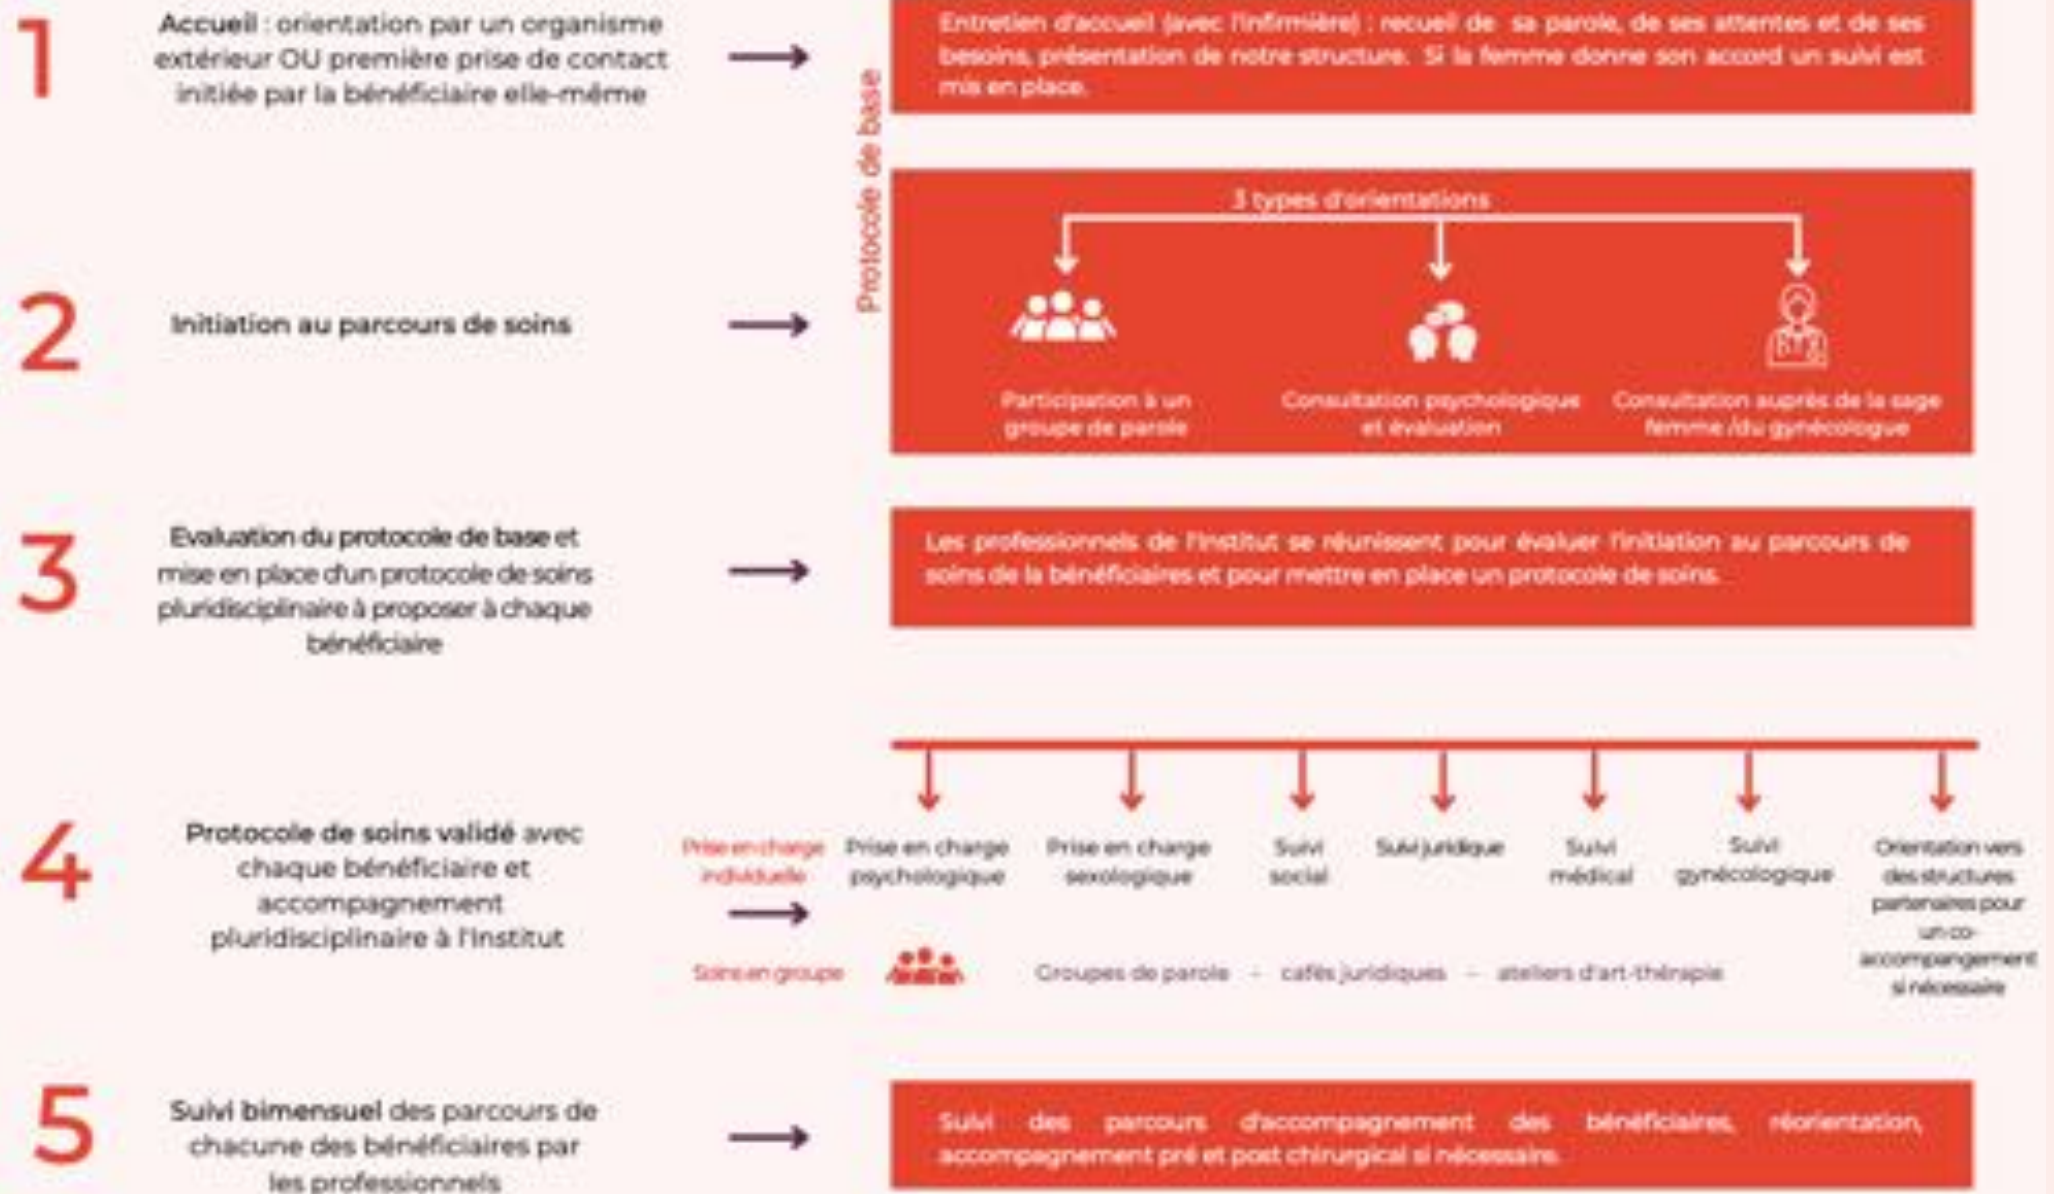 1
Accueil : orientation par un organisme
extérieur OU première prise de contact
initiée par la bénéficiaire elle-même
Protocole de base
Entretien d'accueil (avec l'infirmière) : recueil de sa parole, de ses attentes et de ses
besoins, présentation de notre structure. Si la femme donne son accord un suivi est
mis en place.
2
Initiation au parcours de soins
3 types d'orientations
Participation à un
groupe de parole
Consultation psychologique
et évaluation
Consultation auprès de la sage
femme /du gynécologue
3
Evaluation du protocole de base et
mise en place d'un protocole de soins
pluridisciplinaire à proposer à chaque
bénéficiaire
Les professionnels de l'Institut se réunissent pour évaluer l'initiation au parcours de
soins de la bénéficiaires et pour mettre en place un protocole de soins.
4
Protocole de soins validé avec
chaque bénéficiaire et
accompagnement
pluridisciplinaire à l'Institut
Prise en charge
individuelle
Prise en charge
psychologique
Prise en charge
sexologique
Suivi
social
Suivi juridique
Suivi
médical
Suivi
gynécologique
Orientation vers
des structures
partenaires pour
un co-
accompangement
si nécessaire
Soins en groupe
Groupes de parole - cafés juridiques - ateliers d'art-thérapie
5
Suivi bimensuel des parcours de
chacune des bénéficiaires par
les professionnels
Suivi des parcours d'accompagnement des bénéficiaires, réorientation,
accompagnement pré et post chirurgical si nécessaire.